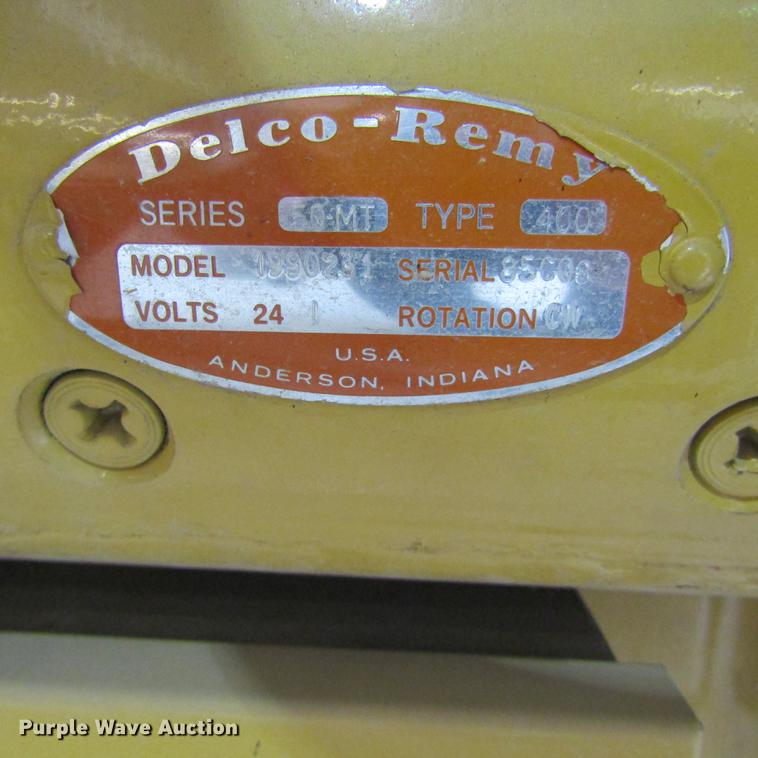 Delco-Remy
SERIES 50-MT TYPE 400
MODEL SERIAL
VOLTS 24 ROTATION CW
U.S.A.
ANDERSON, INDIANA
Purple Wave Auction